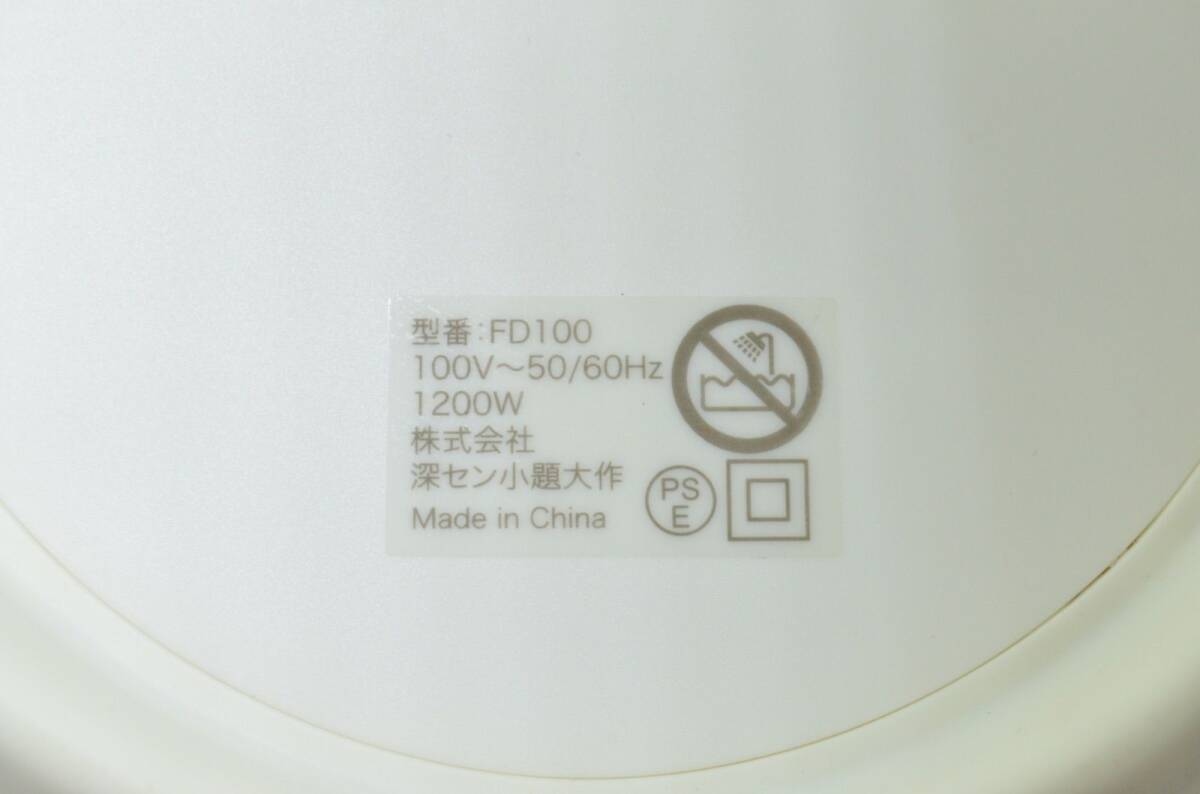 型番:FD100
100V～50/60Hz
1200W
株式会社
深セン小題大作
Made in China
PS
E